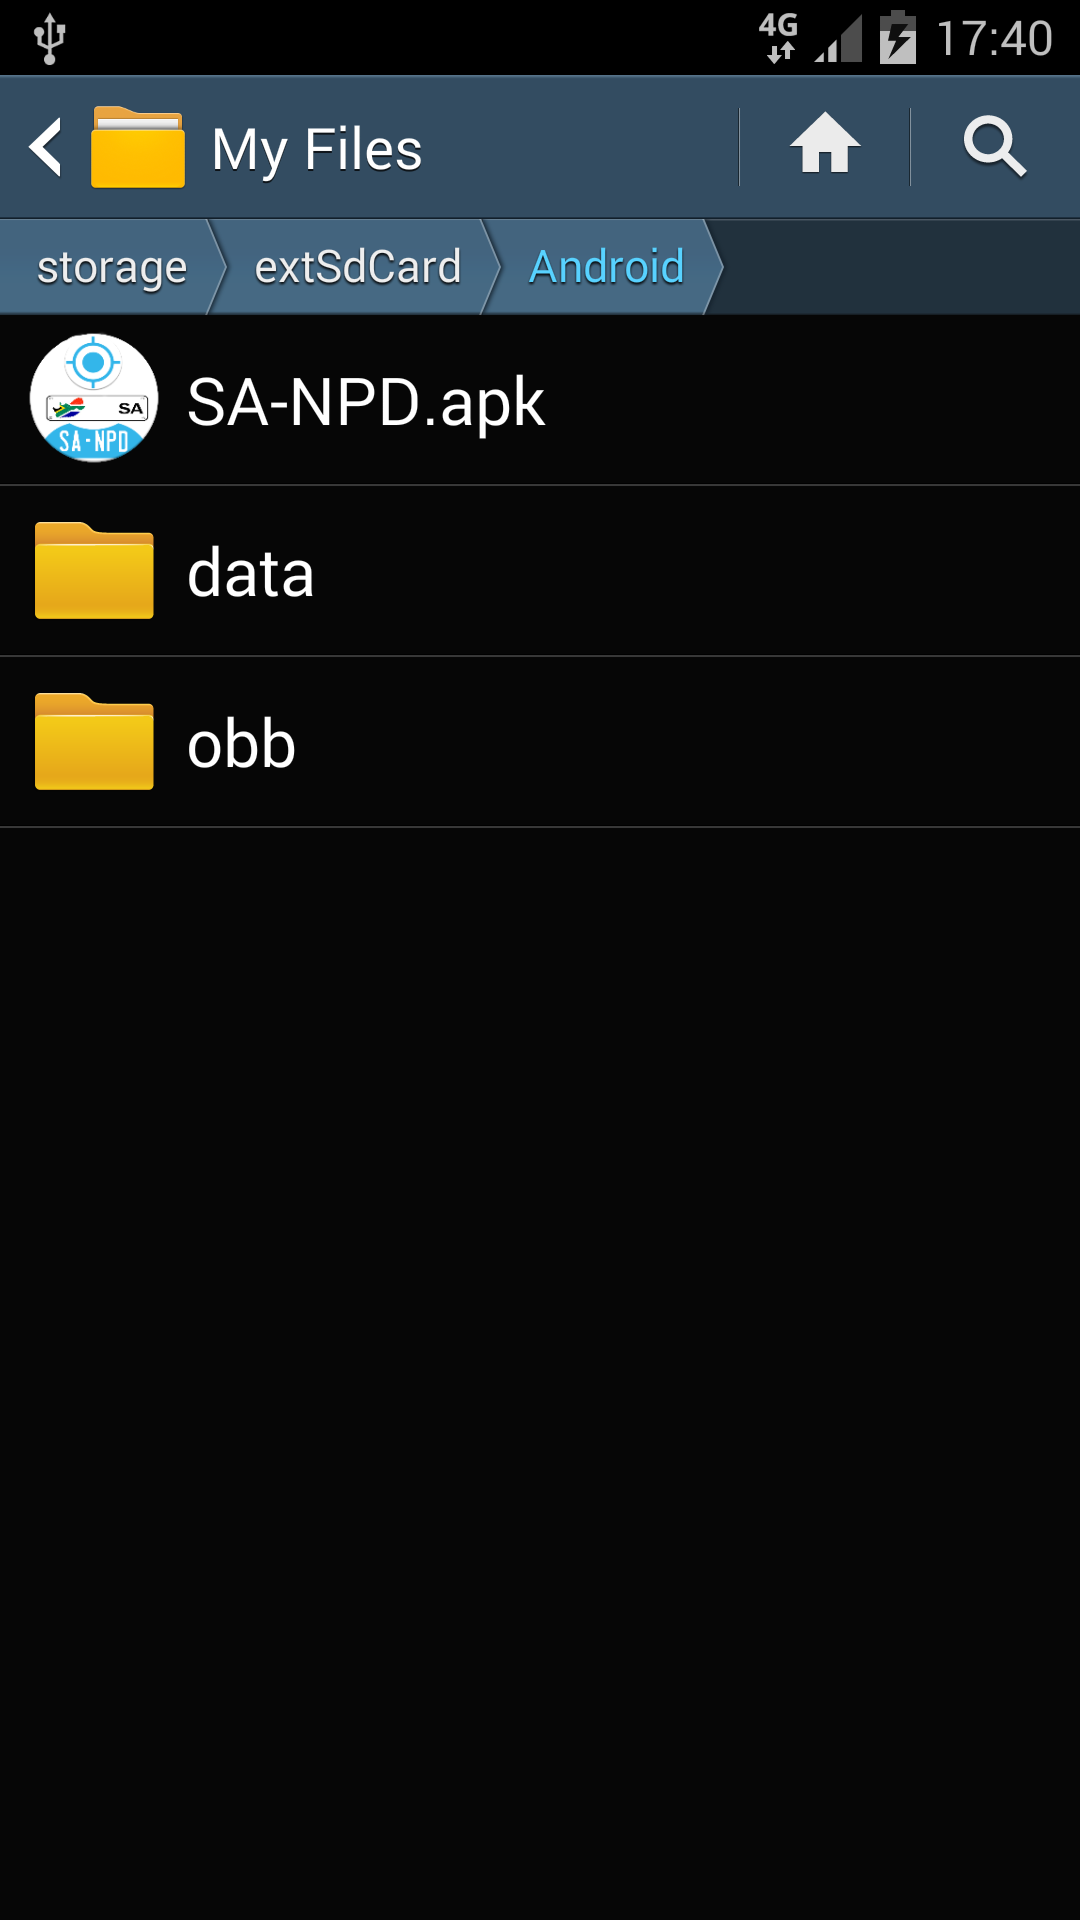 4G 17:40
My Files
storage extSdCard Android
SA
SA-NPD
SA-NPD.apk
data
obb